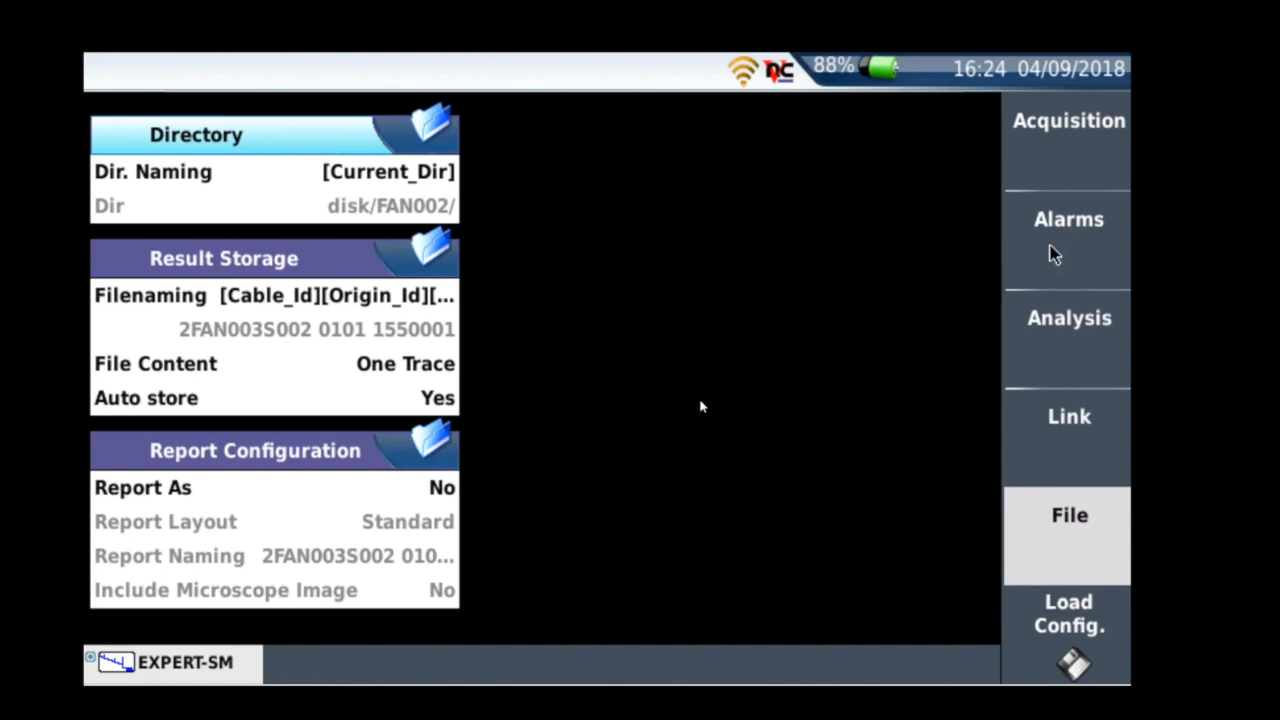 88% 16:24 04/09/2018
Directory
Dir. Naming [Current_Dir]
Dir disk/FAN002/
Result Storage
Filenaming [Cable_Id][Origin_Id][...
2FAN003S002 0101 1550001
File Content One Trace
Auto store Yes
Report Configuration
Report As No
Report Layout Standard
Report Naming 2FAN003S002 010...
Include Microscope Image No
Acquisition
Alarms
Analysis
Link
File
Load
Config.
EXPERT-SM